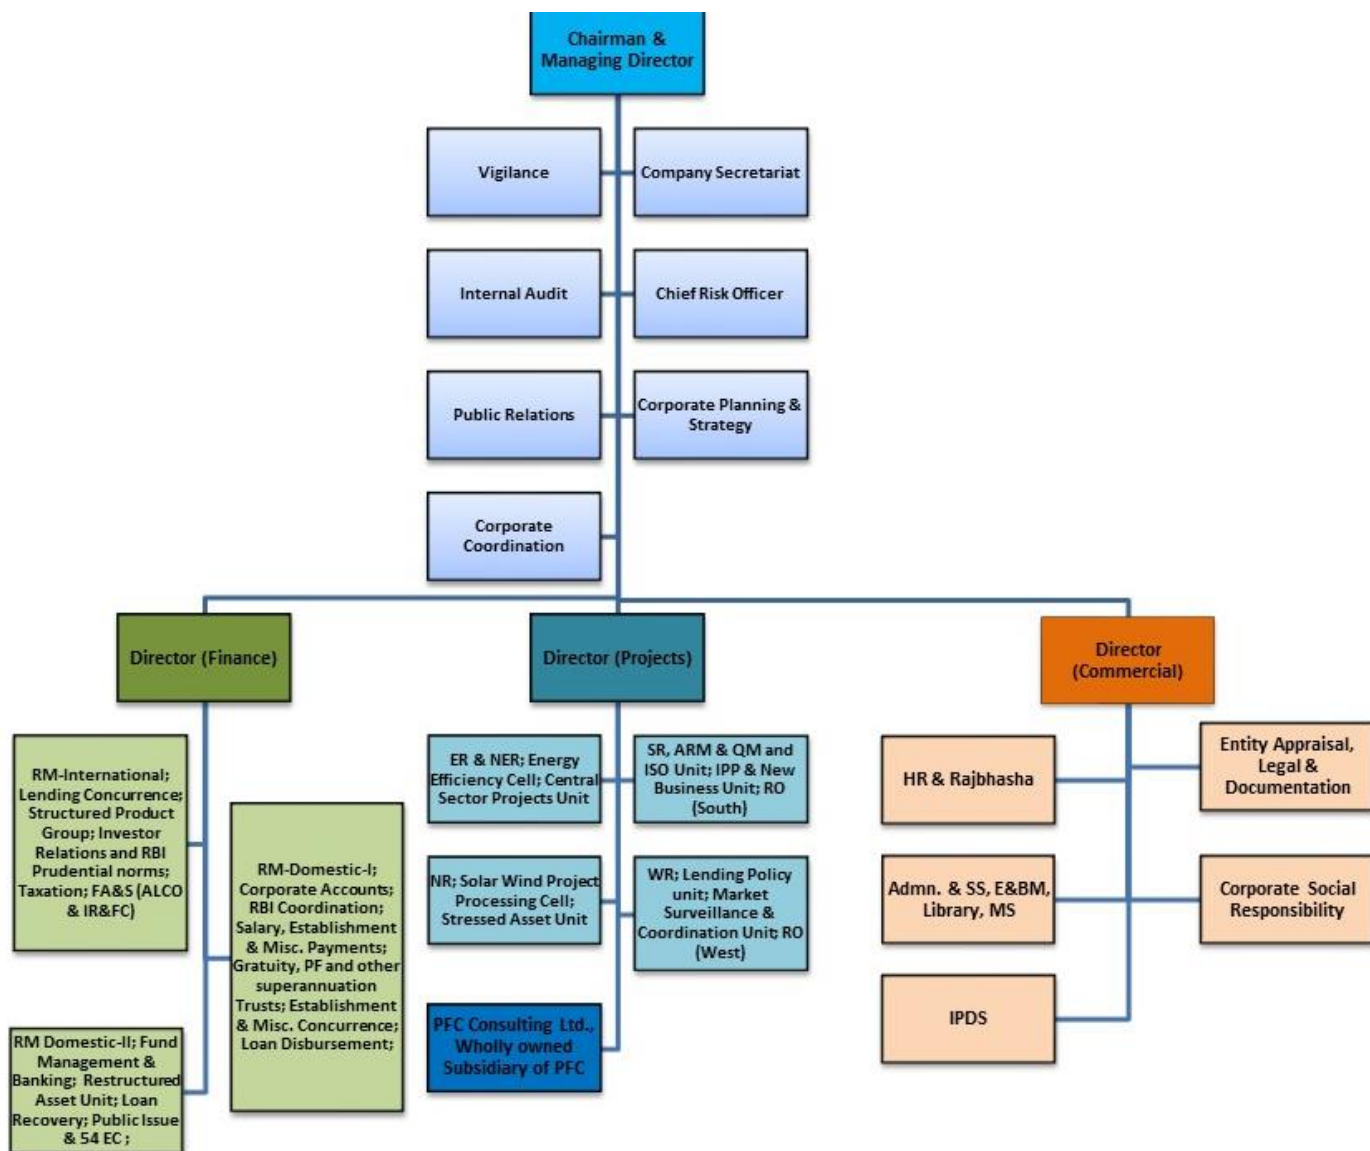 Chairman &
Managing Director
Vigilance
Company Secretariat
Internal Audit
Chief Risk Officer
Public Relations
Corporate Planning &
Strategy
Corporate
Coordination
Director (Finance)
Director (Projects)
Director
(Commercial)
RM-International;
Lending Concurrence;
Structured Product
Group; Investor
Relations and RBI
Prudential norms;
Taxation; FA&S (ALCO
& IR&FC)
RM-Domestic-I;
Corporate Accounts;
RBI Coordination;
Salary, Establishment
& Misc. Payments;
Gratuity, PF and other
superannuation
Trusts; Establishment
& Misc. Concurrence;
Loan Disbursement;
RM Domestic-II; Fund
Management &
Banking; Restructured
Asset Unit; Loan
Recovery; Public Issue
& 54 EC ;
ER & NER; Energy
Efficiency Cell; Central
Sector Projects Unit
SR, ARM & QM and
ISO Unit; IPP & New
Business Unit; RO
(South)
NR; Solar Wind Project
Processing Cell;
Stressed Asset Unit
WR; Lending Policy
unit; Market
Surveillance &
Coordination Unit; RO
(West)
PFC Consulting Ltd.,
Wholly owned
Subsidiary of PFC
HR & Rajbhasha
Entity Appraisal,
Legal &
Documentation
Admn. & SS, E&BM,
Library, MS
Corporate Social
Responsibility
IPDS